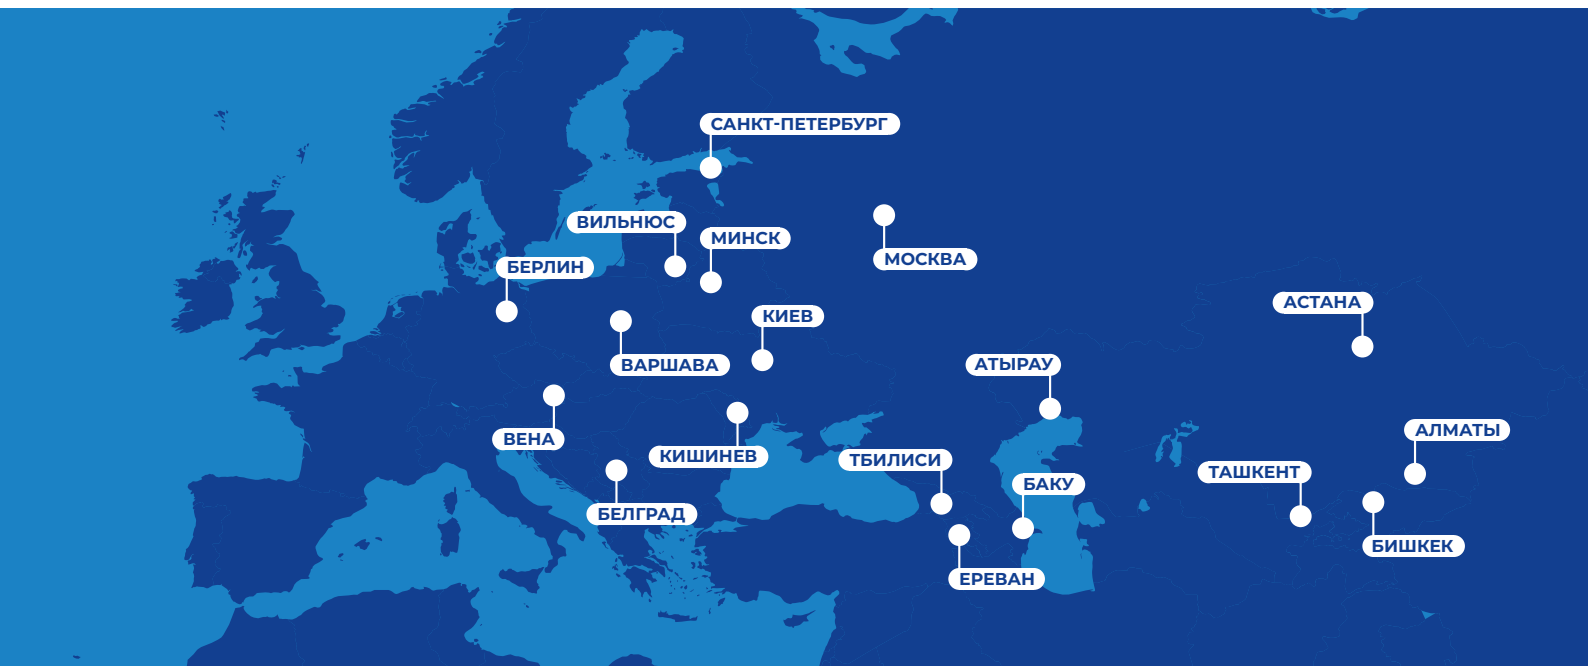 САНКТ-ПЕТЕРБУРГ
ВИЛЬНЮС
МИНСК
МОСКВА
БЕРЛИН
АСТАНА
КИЕВ
ВАРШАВА
АТЫРАУ
АЛМАТЫ
ВЕНА
КИШИНЕВ
ТБИЛИСИ
ТАШКЕНТ
БАКУ
БЕЛГРАД
БИШКЕК
ЕРЕВАН